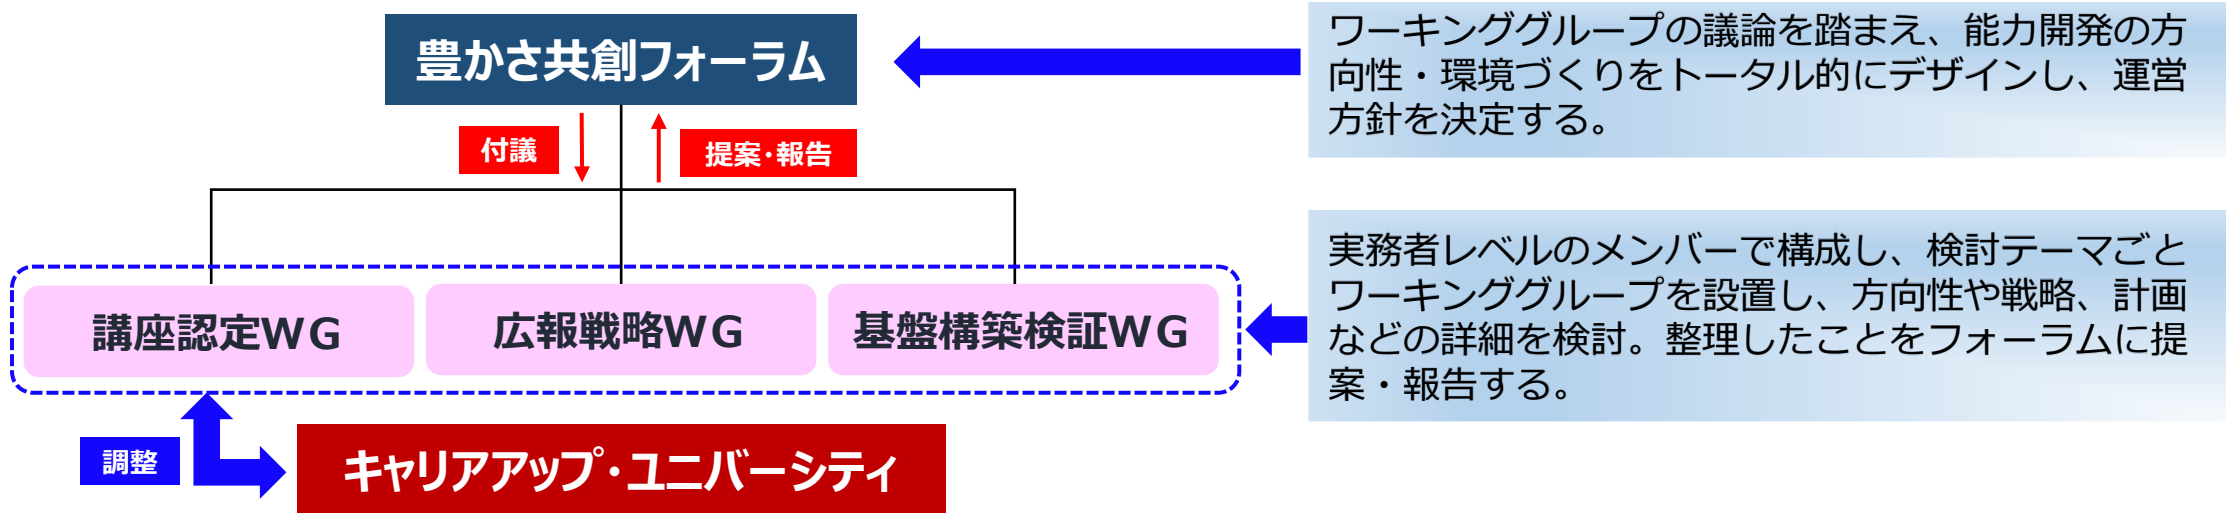 豊かさ共創フォーラム
ワーキンググループの議論を踏まえ、能力開発の方
向性・環境づくりをトータル的にデザインし、運営
方針を決定する。
付議
提案・報告
講座認定WG
広報戦略WG
基盤構築検証WG
実務者レベルのメンバーで構成し、検討テーマごと
ワーキンググループを設置し、方向性や戦略、計画
などの詳細を検討。整理したことをフォーラムに提
案・報告する。
調整
キャリアアップ・ユニバーシティ